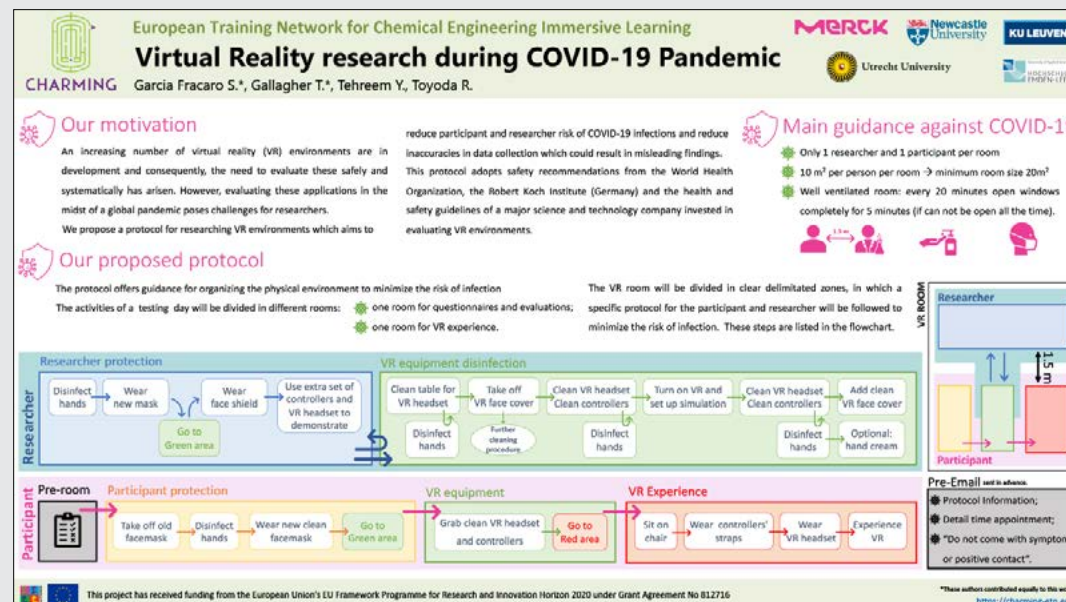 European Training Network for Chemical Engineering Immersive Learning
Virtual Reality research during COVID-19 Pandemic
CHARMING
Garcia Fracaro S.*, Gallagher T.*, Tehreem Y., Toyoda R.
MERCK
Newcastle
University
KU LEUVEN
Utrecht University
Our motivation
An increasing number of virtual reality (VR) environments are in
development and consequently, the need to evaluate these safely and
systematically has arisen. However, evaluating these applications in the
midst of a global pandemic poses challenges for researchers.
We propose a protocol for researching VR environments which aims to
reduce participant and researcher risk of COVID-19 infections and reduce
inaccuracies in data collection which could result in misleading findings.
This protocol adopts safety recommendations from the World Health
Organization, the Robert Koch Institute (Germany) and the health and
safety guidelines of a major science and technology company invested in
evaluating VR environments.
Main guidance against COVID-19
Only 1 researcher and 1 participant per room
10 m² per person per room → minimum room size 20m²
Well ventilated room: every 20 minutes open windows
completely for 5 minutes (if can not be open all the time).
1.5 m
Our proposed protocol
The protocol offers guidance for organizing the physical environment to minimize the risk of infection
The activities of a testing day will be divided in different rooms:
one room for questionnaires and evaluations;
one room for VR experience.
The VR room will be divided in clear delimitated zones, in which a
specific protocol for the participant and researcher will be followed to
minimize the risk of infection. These steps are listed in the flowchart.
VR ROOM
Researcher
1.5 m
Participant
Researcher
Researcher protection
Disinfect
hands
Wear
new mask
Go to
Green area
Wear
face shield
Use extra set of
controllers and
VR headset to
demonstrate
VR equipment disinfection
Clean table for
VR headset
Disinfect
hands
Take off
VR face cover
Further
cleaning
procedure
Clean VR headset
Clean controllers
Disinfect
hands
Turn on VR and
set up simulation
Clean VR headset
Clean controllers
Disinfect
hands
Add clean
VR face cover
Optional:
hand cream
Participant
Pre-room
Participant protection
Take off old
facemask
Disinfect
hands
Wear new clean
facemask
Go to
Green area
VR equipment
Grab clean VR headset
and controllers
Go to
Red area
VR Experience
Sit on
chair
Wear controllers'
straps
Wear
VR headset
Experience
VR
Pre-Email sent in advance.
Protocol Information;
Detail time appointment;
"Do not come with symptom
or positive contact".
This project has received funding from the European Union's EU Framework Programme for Research and Innovation Horizon 2020 under Grant Agreement No 812716
*These authors contributed equally to this wo
https://charming-etn.e